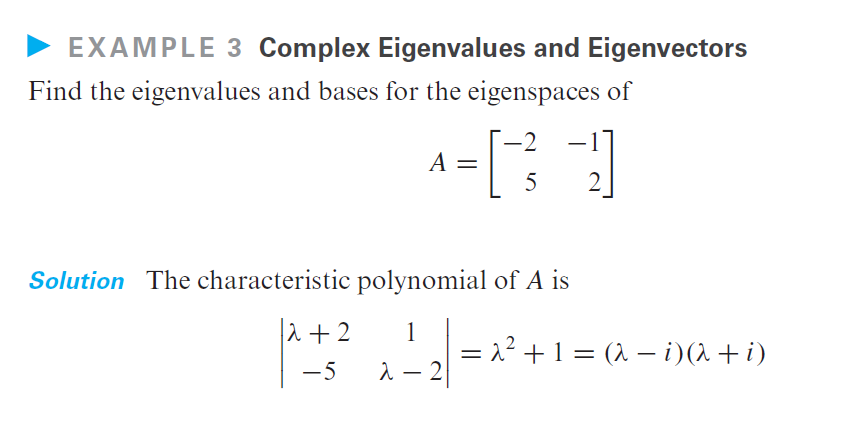 ▶ EXAMPLE 3 Complex Eigenvalues and Eigenvectors
Find the eigenvalues and bases for the eigenspaces of
A = [−2 −1
5 2]
Solution The characteristic polynomial of A is
|λ + 2 1
−5 λ − 2| = λ² + 1 = (λ − i)(λ + i)